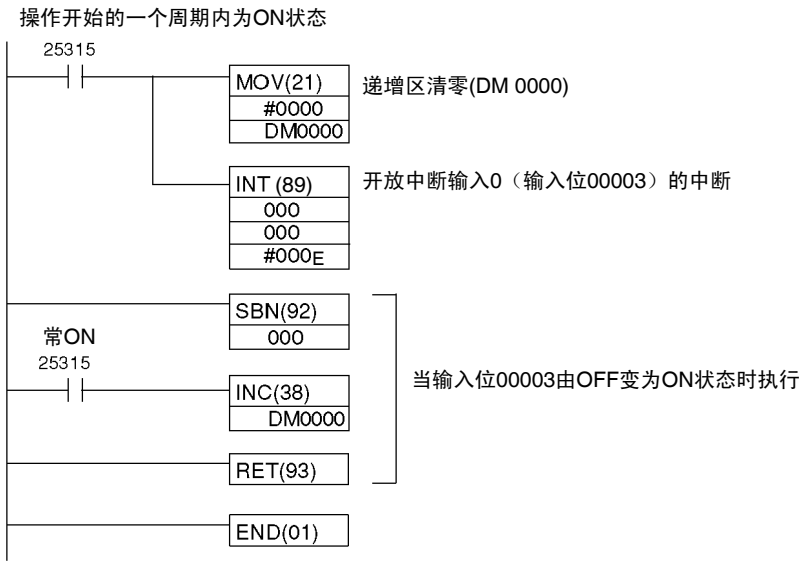 操作开始的一个周期内为ON状态
25315
MOV(21)
#0000
DM0000
递增区清零(DM 0000)
INT (89)
000
000
#000E
开放中断输入0（输入位00003）的中断
SBN(92)
000
常ON
25315
INC(38)
DM0000
当输入位00003由OFF变为ON状态时执行
RET(93)
END(01)